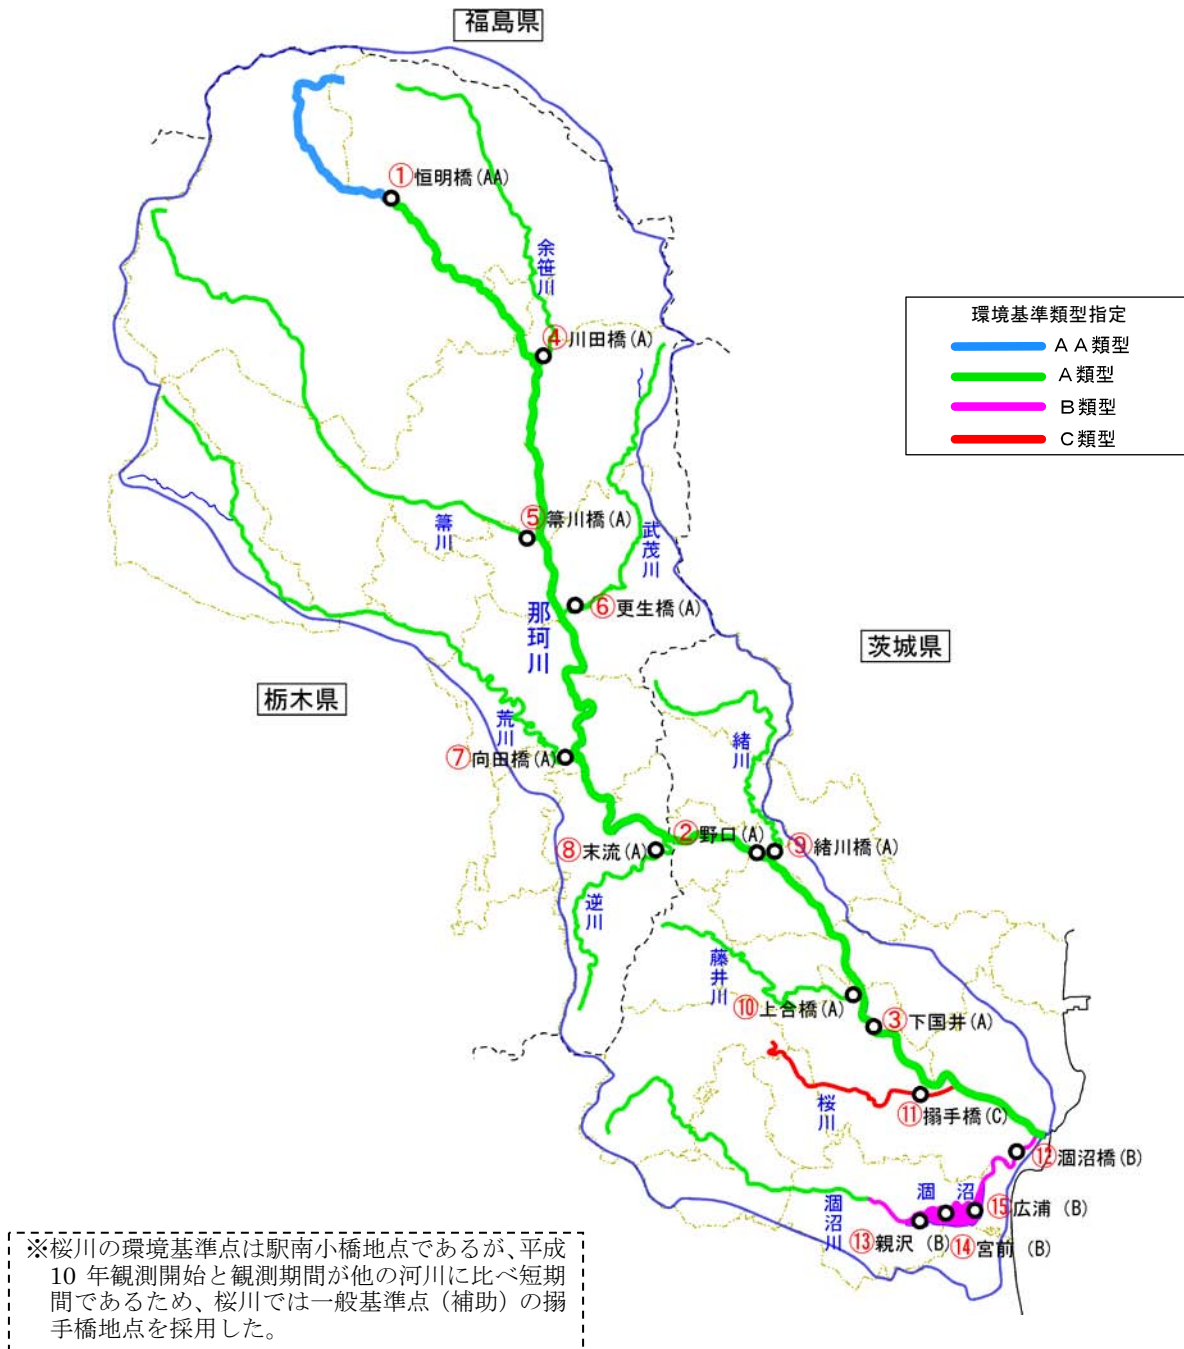 福島県
①恒明橋(AA)
余笹川
④川田橋(A)
環境基準類型指定
AA類型
A類型
B類型
C類型
⑤箒川橋(A)
箒川
武茂川
⑥更生橋(A)
那珂川
茨城県
栃木県
荒川
緒川
⑦向田橋(A)
②野口(A)
⑧末流(A)
⑨緒川橋(A)
逆川
藤井川
⑩上合橋(A)
③下国井(A)
桜川
⑪搦手橋(C)
⑫涸沼橋(B)
涸沼
涸沼川
⑮広浦 (B)
⑬親沢 (B)
⑭宮前 (B)
※桜川の環境基準点は駅南小橋地点であるが、平成
10 年観測開始と観測期間が他の河川に比べ短期
間であるため、桜川では一般基準点（補助）の搦
手橋地点を採用した。